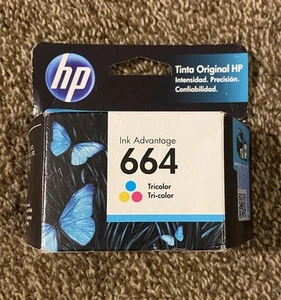 hp
Tinta Original HP
Intensidad. Precisión.
Confiabilidad.
Ink Advantage
664
Tricolor
Tri-color